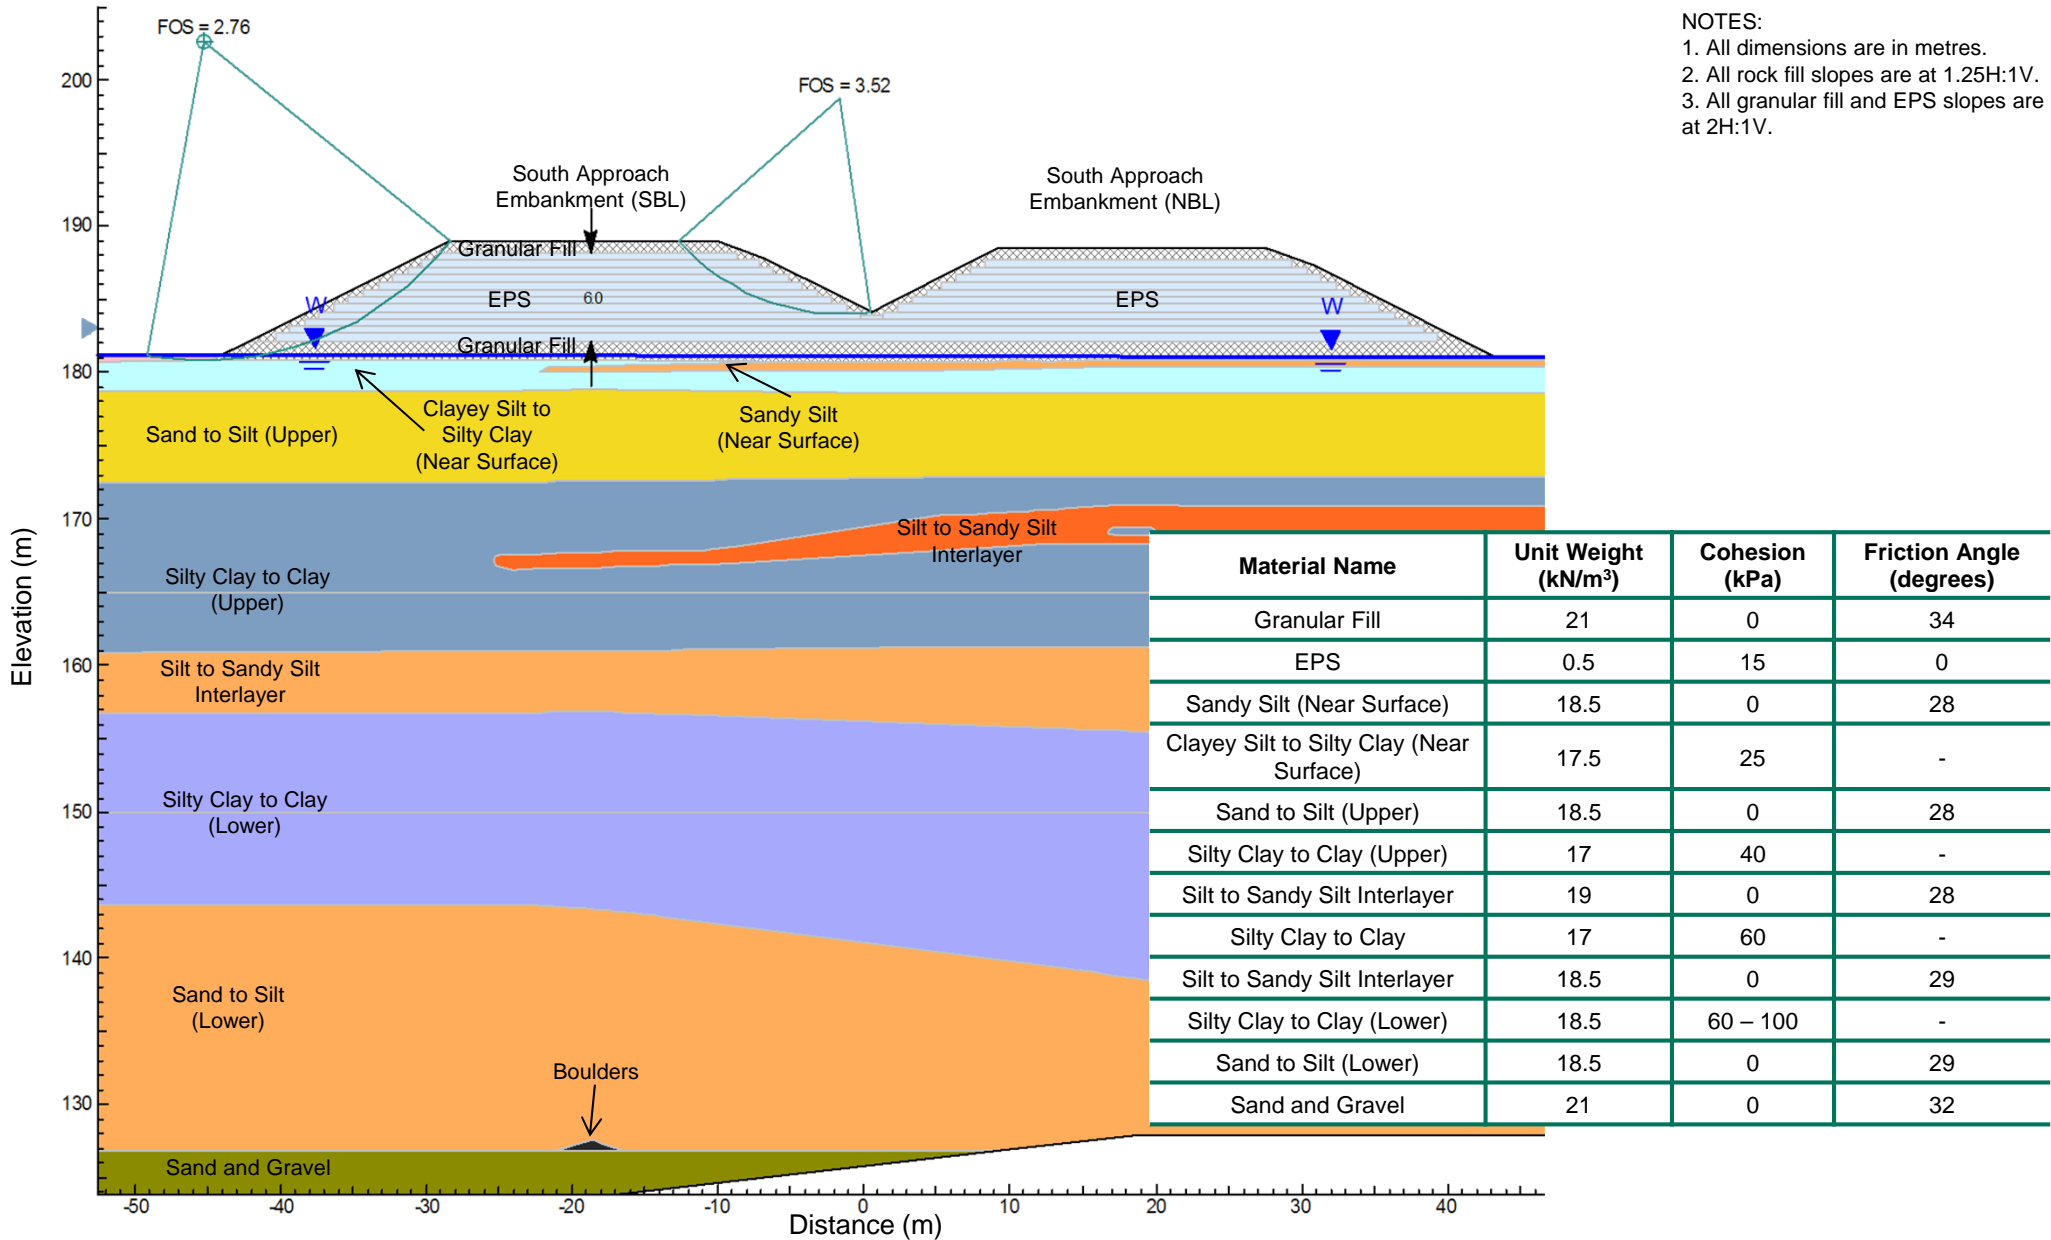 FOS = 2.76
FOS = 3.52
NOTES:
1. All dimensions are in metres.
2. All rock fill slopes are at 1.25H:1V.
3. All granular fill and EPS slopes are
at 2H:1V.
South Approach
Embankment (SBL)
South Approach
Embankment (NBL)
Granular Fill
EPS
60
EPS
W
W
Granular Fill
Clayey Silt to
Silty Clay
(Near Surface)
Sandy Silt
(Near Surface)
Sand to Silt (Upper)
Silt to Sandy Silt
Interlayer
Silty Clay to Clay
(Upper)
Silt to Sandy Silt
Interlayer
Silty Clay to Clay
(Lower)
Sand to Silt
(Lower)
Boulders
Sand and Gravel
Elevation (m)
200
190
180
170
160
150
140
130
-50 -40 -30 -20 -10 0 10 20 30 40
Distance (m)
Material Name Unit Weight (kN/m³) Cohesion (kPa) Friction Angle (degrees)
Granular Fill 21 0 34
EPS 0.5 15 0
Sandy Silt (Near Surface) 18.5 0 28
Clayey Silt to Silty Clay (Near Surface) 17.5 25 -
Sand to Silt (Upper) 18.5 0 28
Silty Clay to Clay (Upper) 17 40 -
Silt to Sandy Silt Interlayer 19 0 28
Silty Clay to Clay 17 60 -
Silt to Sandy Silt Interlayer 18.5 0 29
Silty Clay to Clay (Lower) 18.5 60 – 100 -
Sand to Silt (Lower) 18.5 0 29
Sand and Gravel 21 0 32